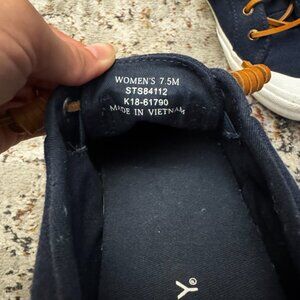 WOMEN'S 7.5M
STS84112
K18-61790
MADE IN VIETNAM
Y®